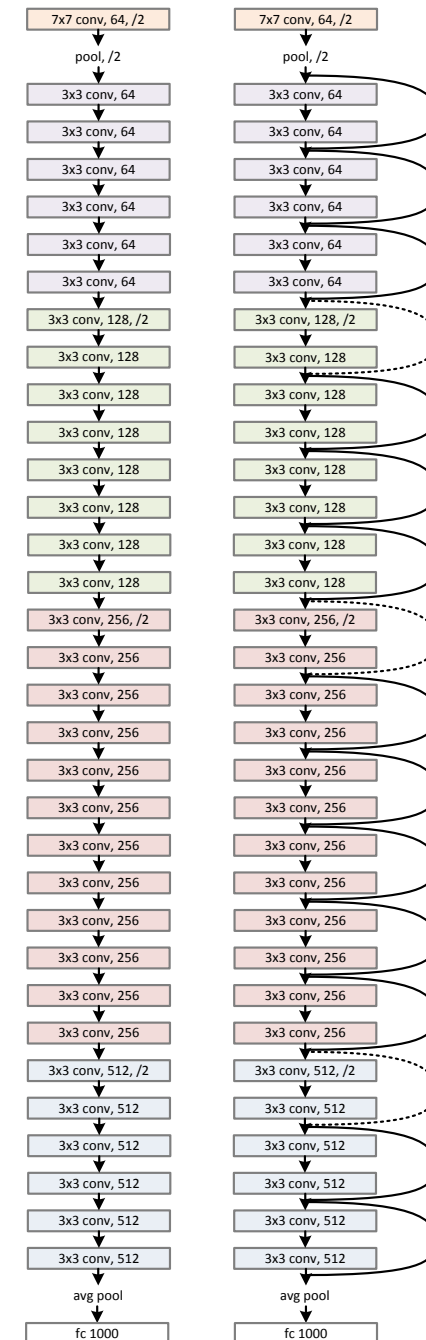 7x7 conv, 64, /2
pool, /2
3x3 conv, 64
3x3 conv, 64
3x3 conv, 64
3x3 conv, 64
3x3 conv, 64
3x3 conv, 64
3x3 conv, 128, /2
3x3 conv, 128
3x3 conv, 128
3x3 conv, 128
3x3 conv, 128
3x3 conv, 128
3x3 conv, 128
3x3 conv, 128
3x3 conv, 256, /2
3x3 conv, 256
3x3 conv, 256
3x3 conv, 256
3x3 conv, 256
3x3 conv, 256
3x3 conv, 256
3x3 conv, 256
3x3 conv, 256
3x3 conv, 256
3x3 conv, 256
3x3 conv, 256
3x3 conv, 512, /2
3x3 conv, 512
3x3 conv, 512
3x3 conv, 512
3x3 conv, 512
3x3 conv, 512
avg pool
fc 1000
7x7 conv, 64, /2
pool, /2
3x3 conv, 64
3x3 conv, 64
3x3 conv, 64
3x3 conv, 64
3x3 conv, 64
3x3 conv, 64
3x3 conv, 128, /2
3x3 conv, 128
3x3 conv, 128
3x3 conv, 128
3x3 conv, 128
3x3 conv, 128
3x3 conv, 128
3x3 conv, 128
3x3 conv, 256, /2
3x3 conv, 256
3x3 conv, 256
3x3 conv, 256
3x3 conv, 256
3x3 conv, 256
3x3 conv, 256
3x3 conv, 256
3x3 conv, 256
3x3 conv, 256
3x3 conv, 256
3x3 conv, 256
3x3 conv, 512, /2
3x3 conv, 512
3x3 conv, 512
3x3 conv, 512
3x3 conv, 512
3x3 conv, 512
avg pool
fc 1000